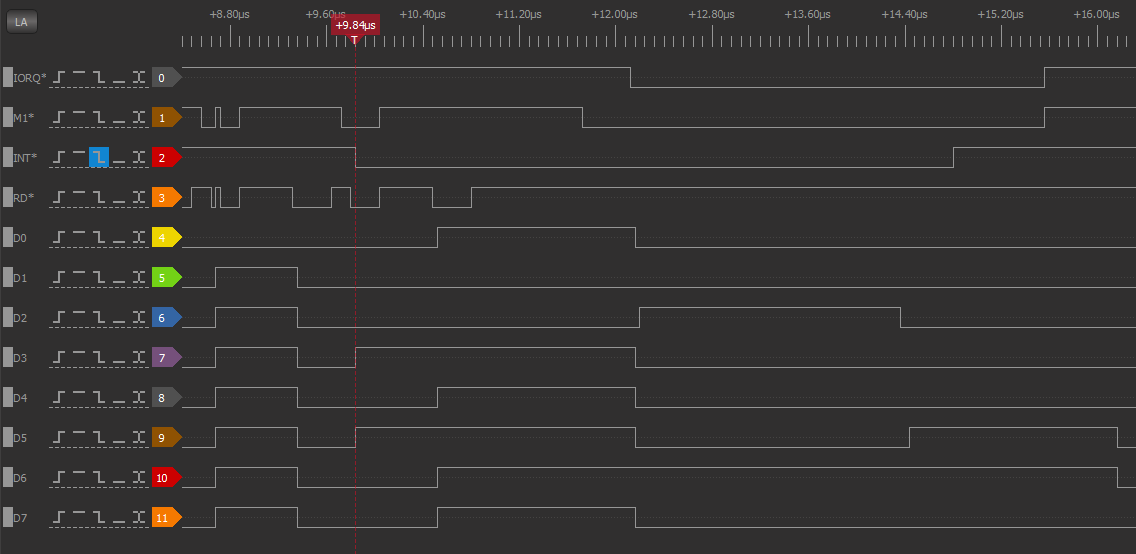 LA
+8.80µs +9.60µs +10.40µs +11.20µs +12.00µs +12.80µs +13.60µs +14.40µs +15.20µs +16.00µs
+9.84µs
T
IORQ* 0
M1* 1
INT* 2
RD* 3
D0 4
D1 5
D2 6
D3 7
D4 8
D5 9
D6 10
D7 11